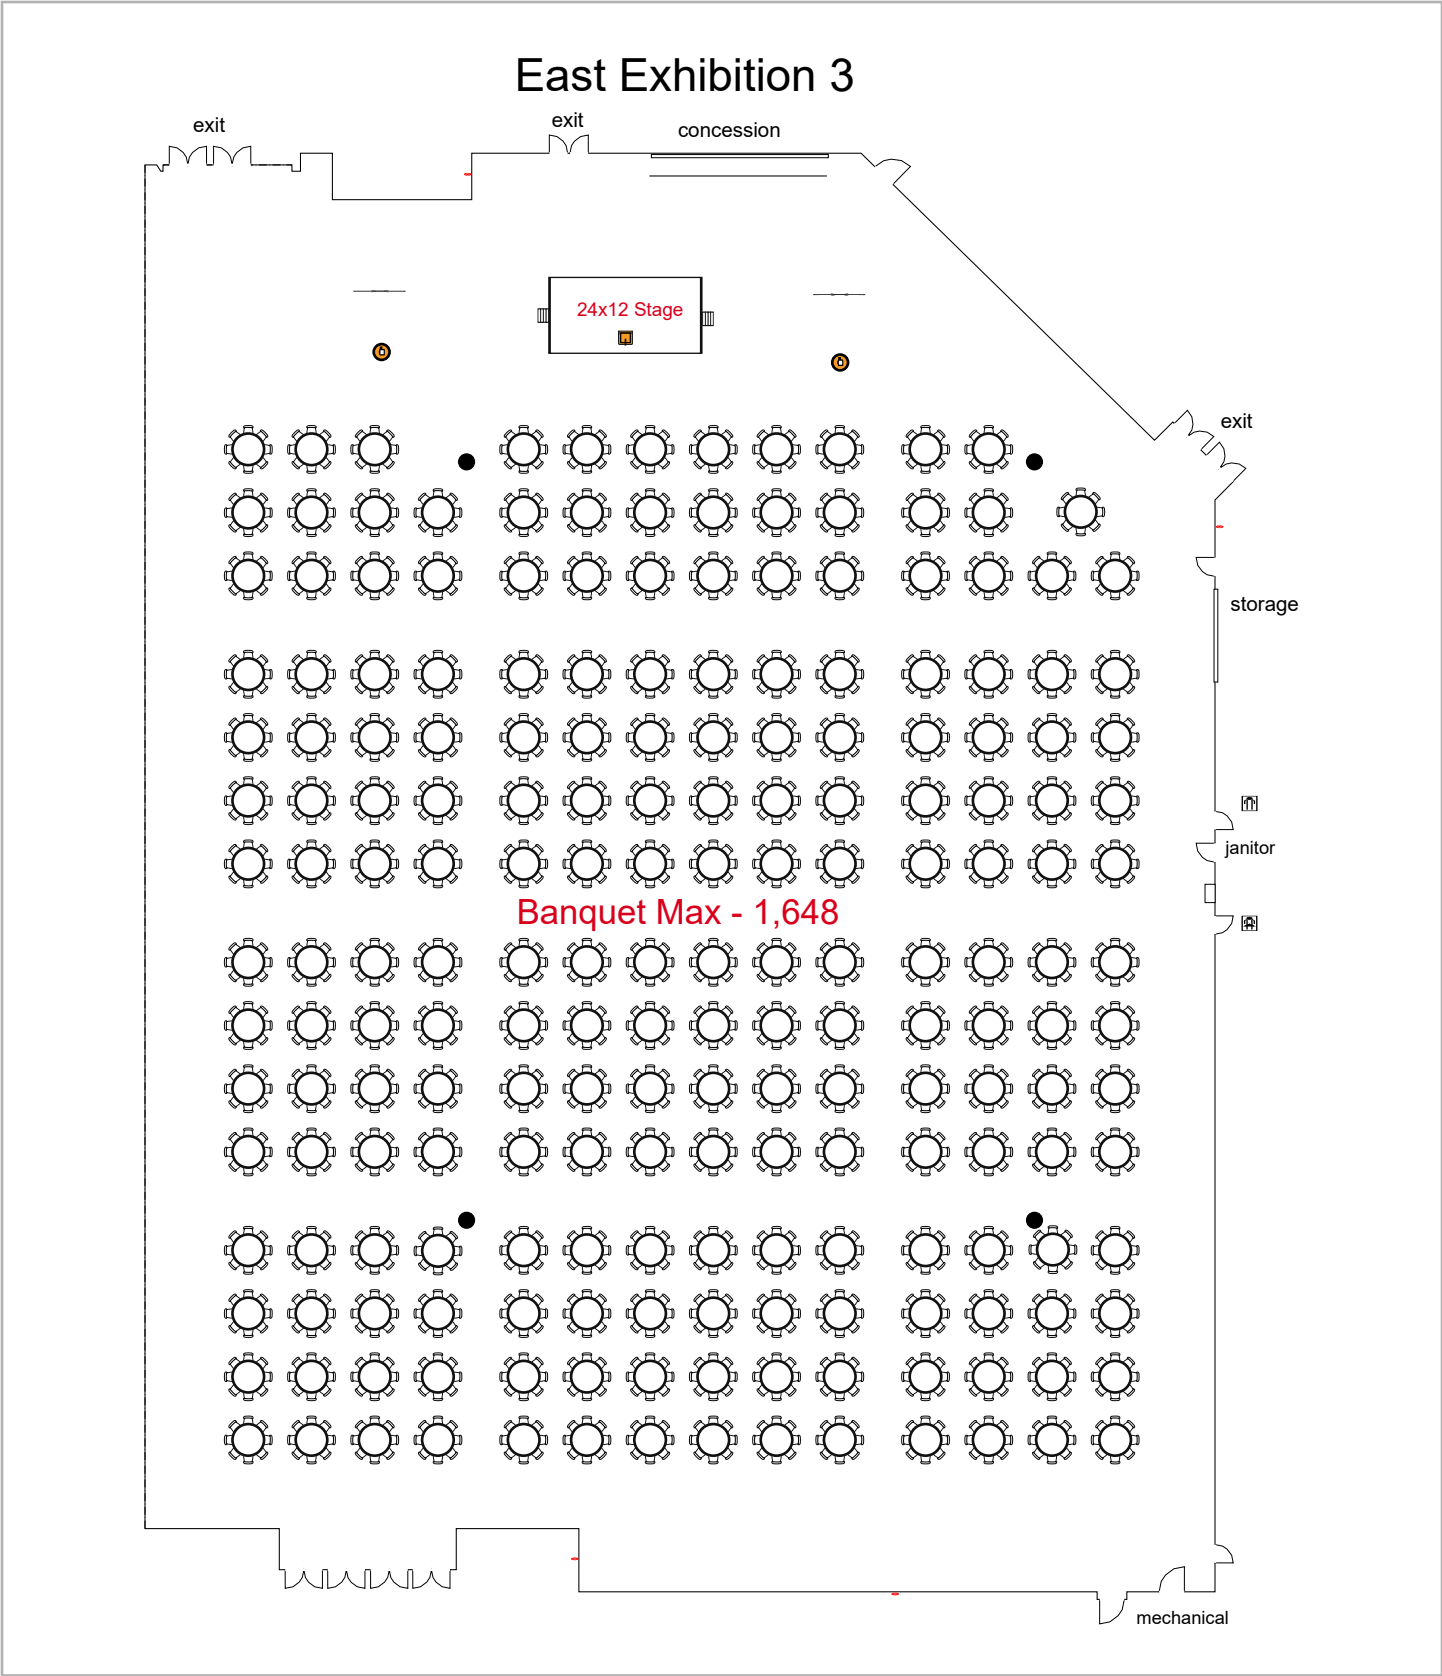 East Exhibition 3
exit
exit
concession
24x12 Stage
exit
storage
janitor
Banquet Max - 1,648
mechanical